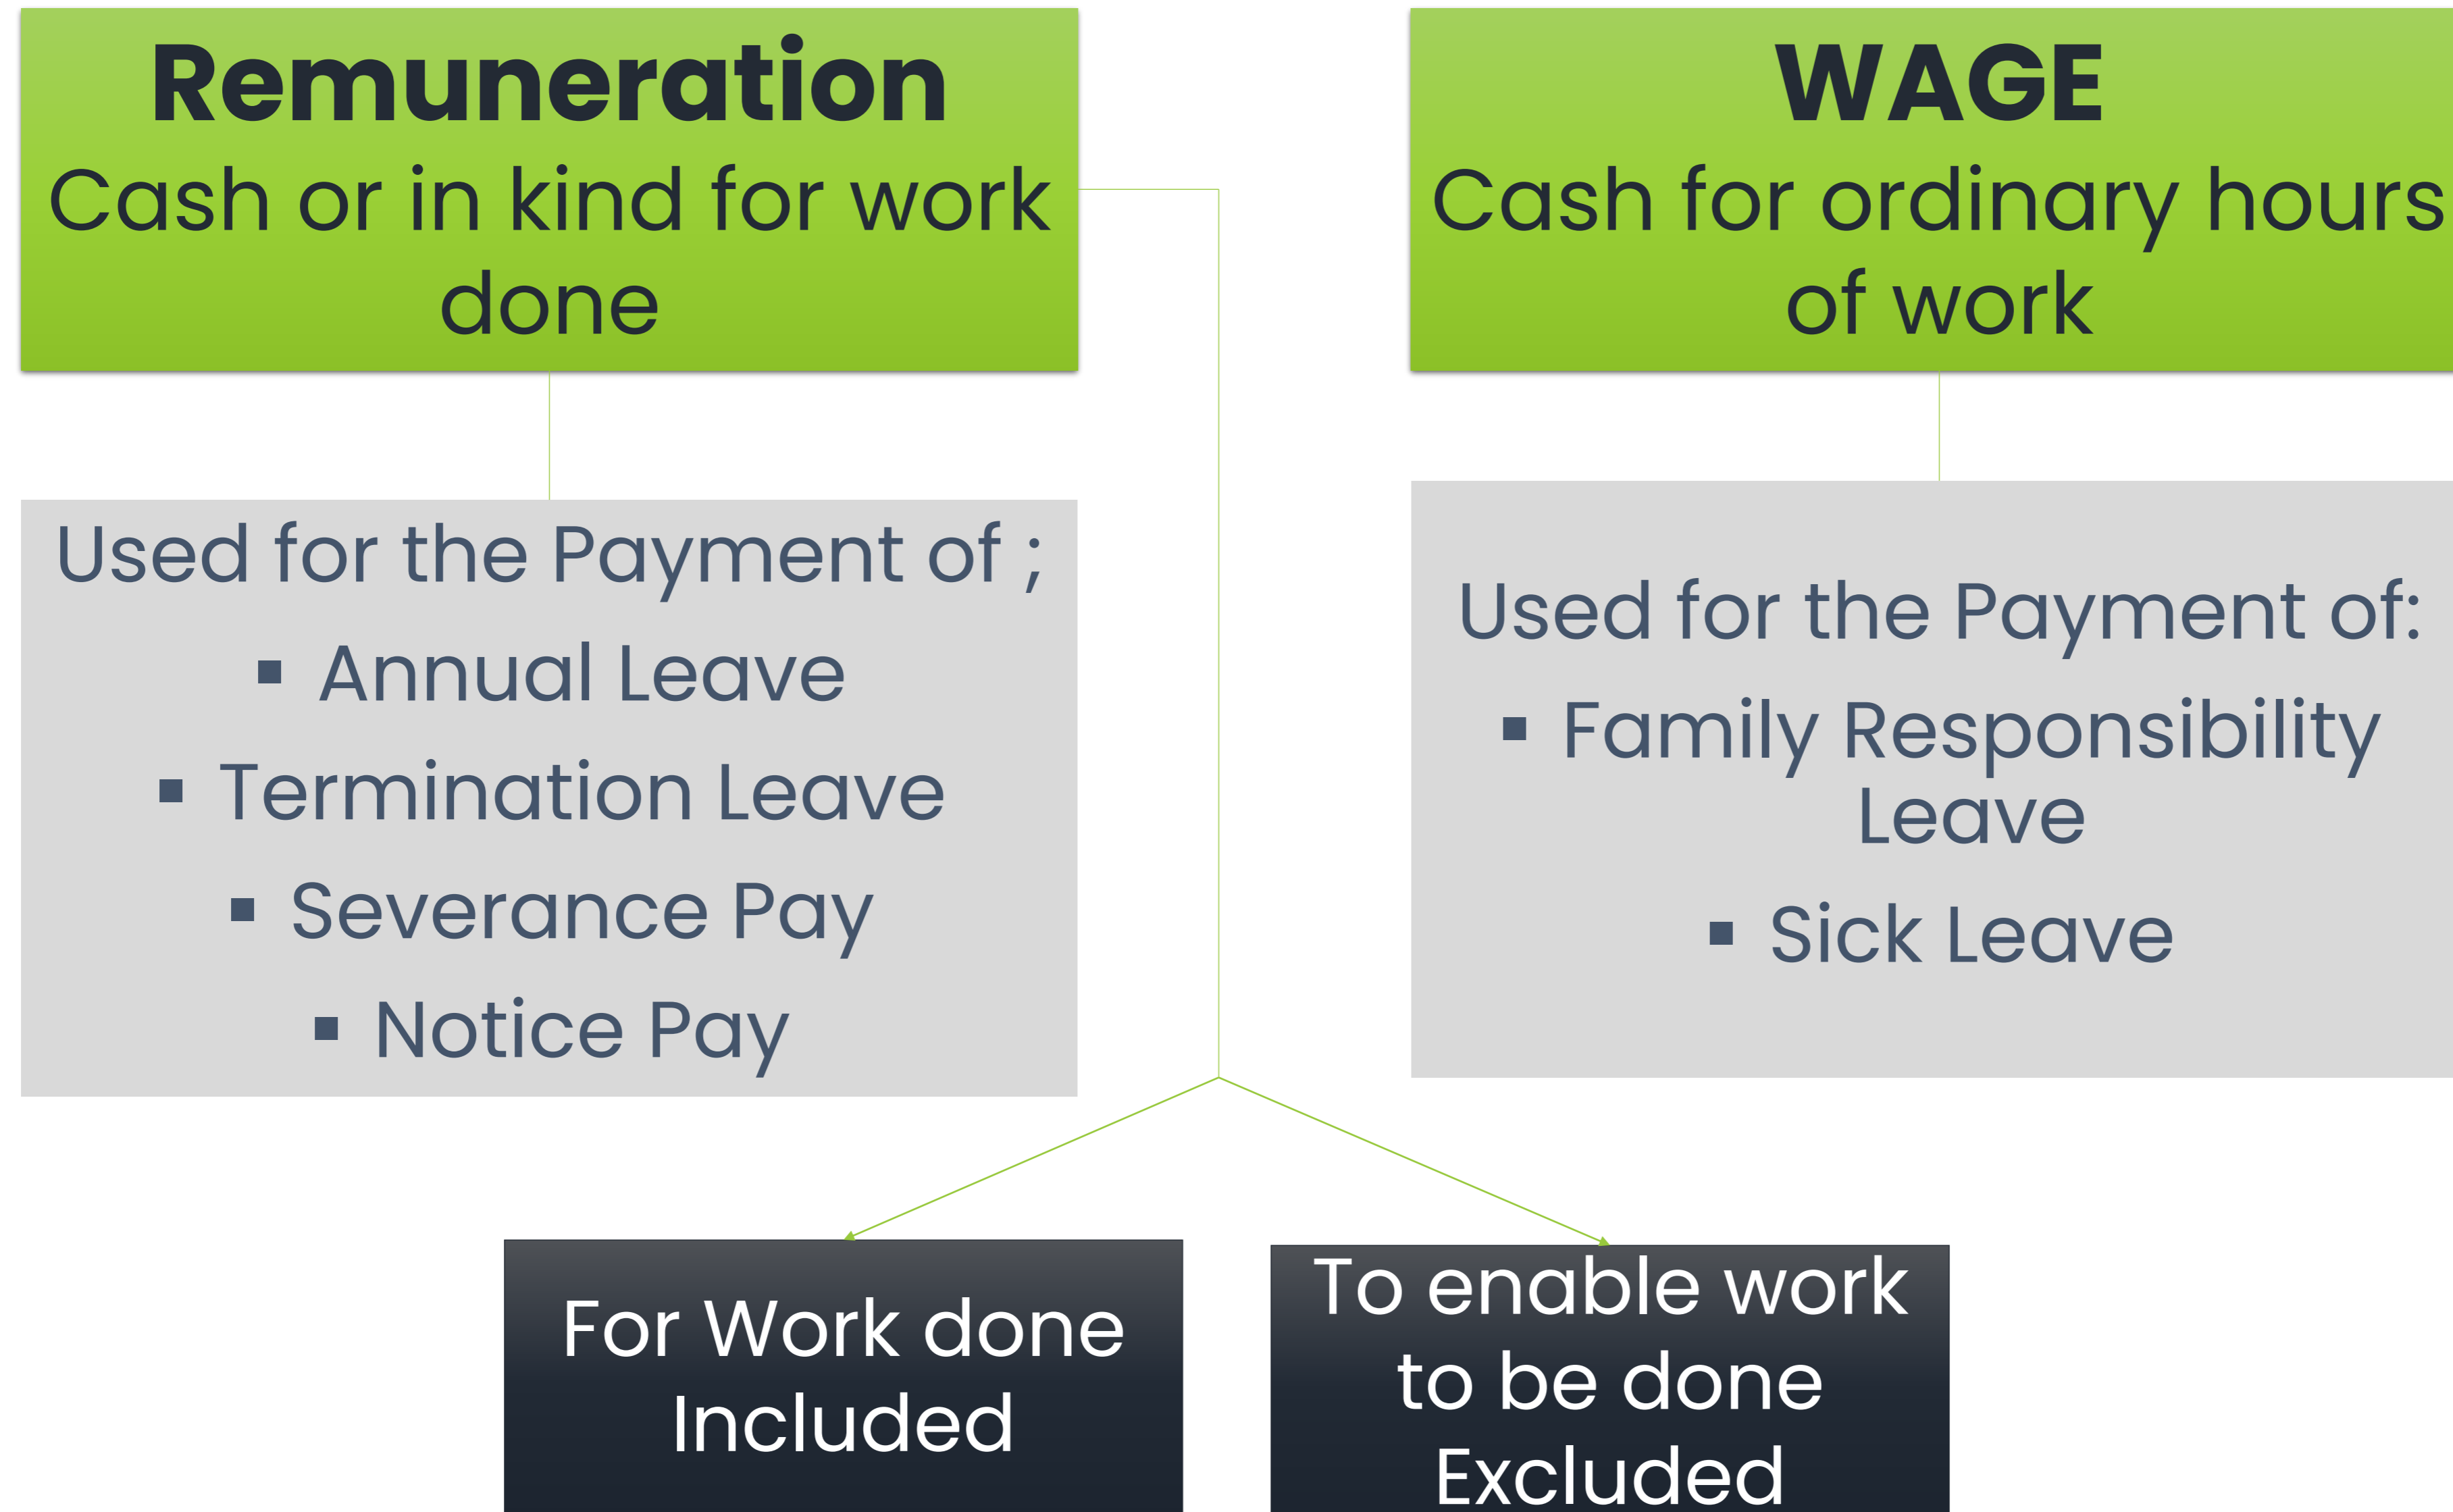 Remuneration
Cash or in kind for work
done
WAGE
Cash for ordinary hours
of work
Used for the Payment of ;
▪ Annual Leave
▪ Termination Leave
▪ Severance Pay
▪ Notice Pay
Used for the Payment of:
▪ Family Responsibility
Leave
▪ Sick Leave
For Work done
Included
To enable work
to be done
Excluded